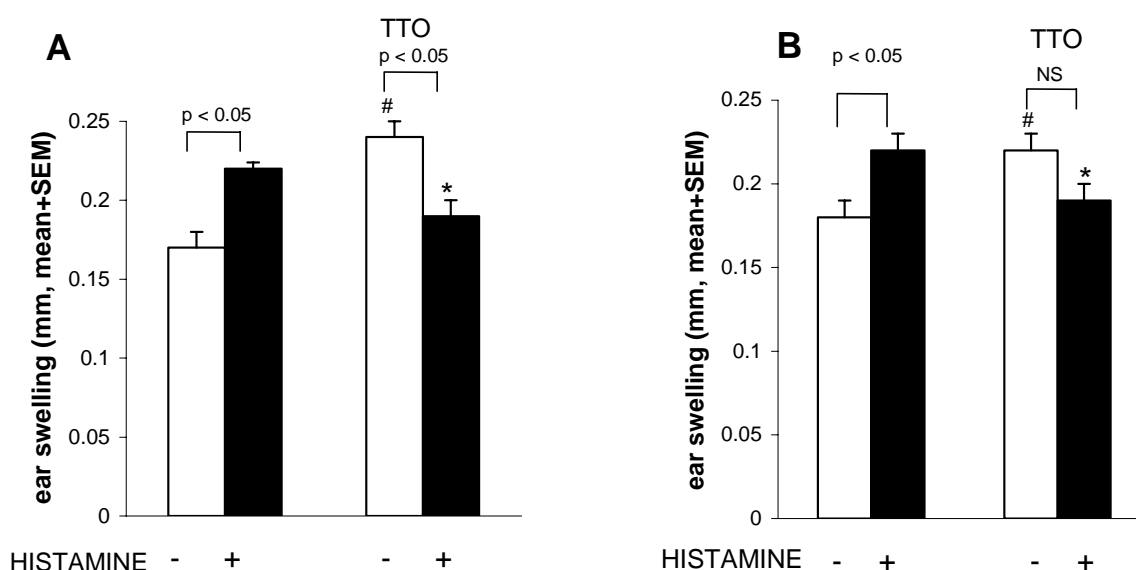 A
TTO
p < 0.05
p < 0.05
#
*
0.25
0.2
0.15
0.1
0.05
0
ear swelling (mm, mean+SEM)
HISTAMINE - + - +
B
TTO
p < 0.05
NS
#
*
0.25
0.2
0.15
0.1
0.05
0
ear swelling (mm, mean+SEM)
HISTAMINE - + - +